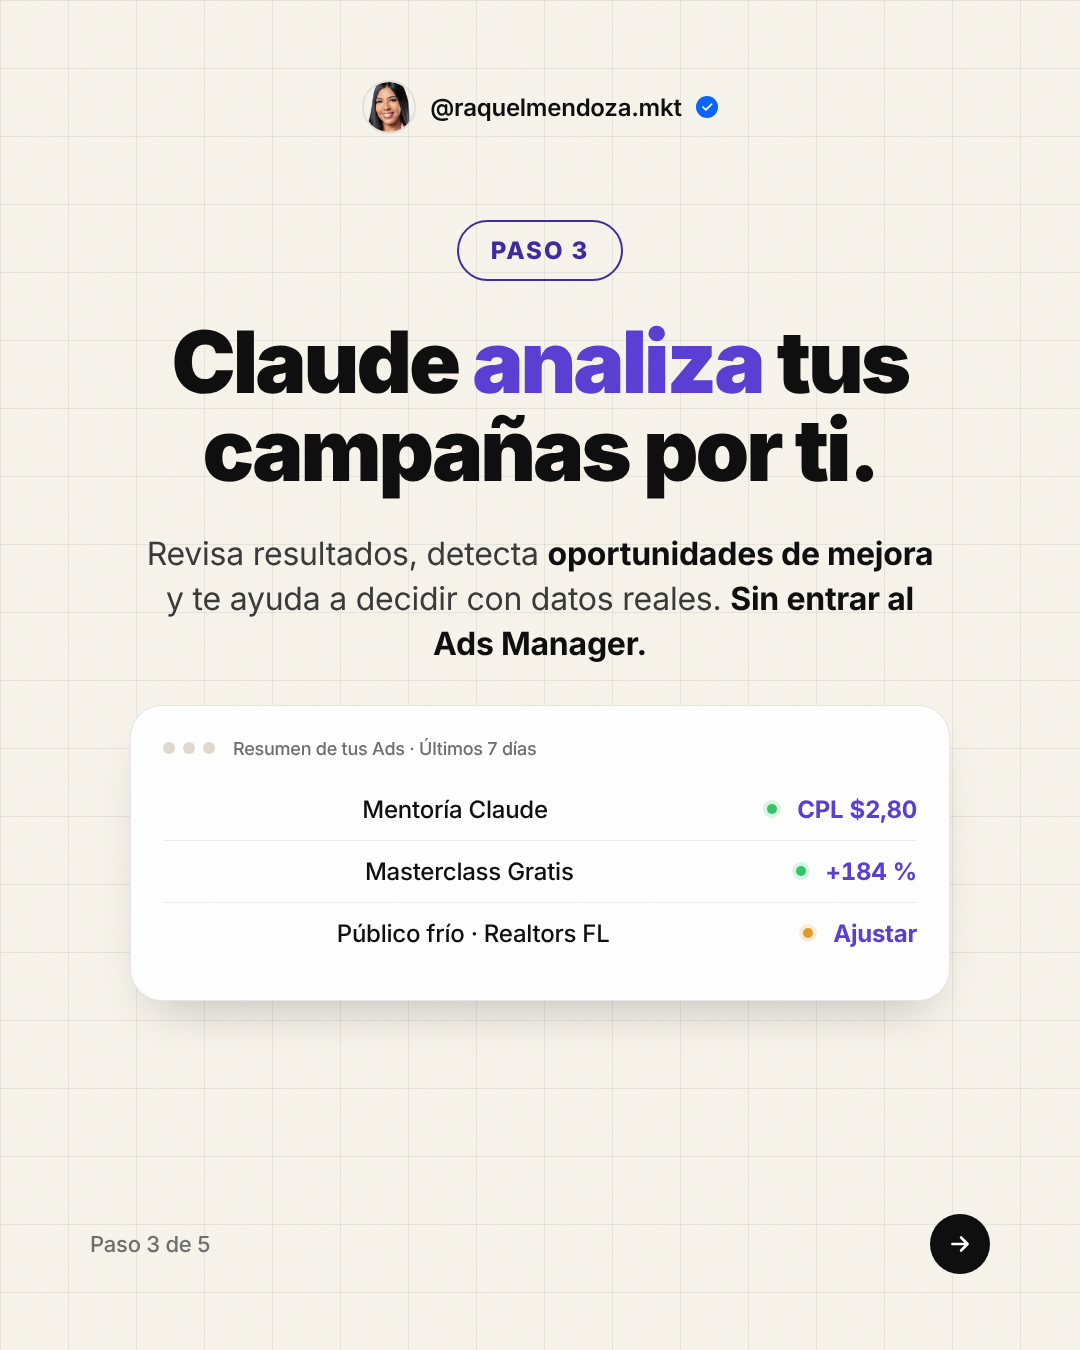 @raquelmendoza.mkt
PASO 3
Claude analiza tus
campañas por ti.
Revisa resultados, detecta oportunidades de mejora
y te ayuda a decidir con datos reales. Sin entrar al
Ads Manager.
Resumen de tus Ads · Últimos 7 días
Mentoría Claude CPL $2,80
Masterclass Gratis +184 %
Público frío · Realtors FL Ajustar
Paso 3 de 5